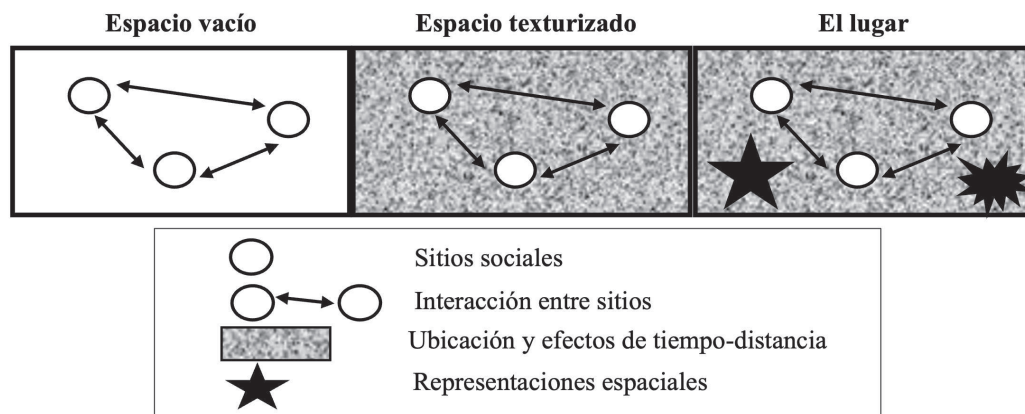 Espacio vacío
Espacio texturizado
El lugar
Sitios sociales
Interacción entre sitios
Ubicación y efectos de tiempo-distancia
Representaciones espaciales